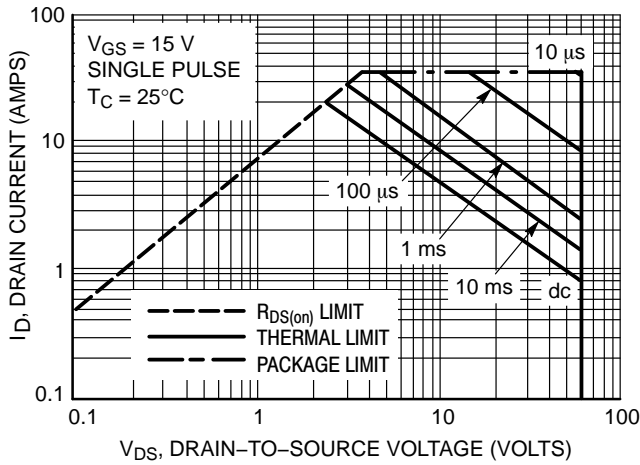 100
V_GS = 15 V
SINGLE PULSE
T_C = 25°C
10 µs
10
100 µs
1 ms
10 ms
dc
1
R_DS(on) LIMIT
THERMAL LIMIT
PACKAGE LIMIT
0.1
0.1
1
10
100
V_DS, DRAIN−TO−SOURCE VOLTAGE (VOLTS)
I_D, DRAIN CURRENT (AMPS)